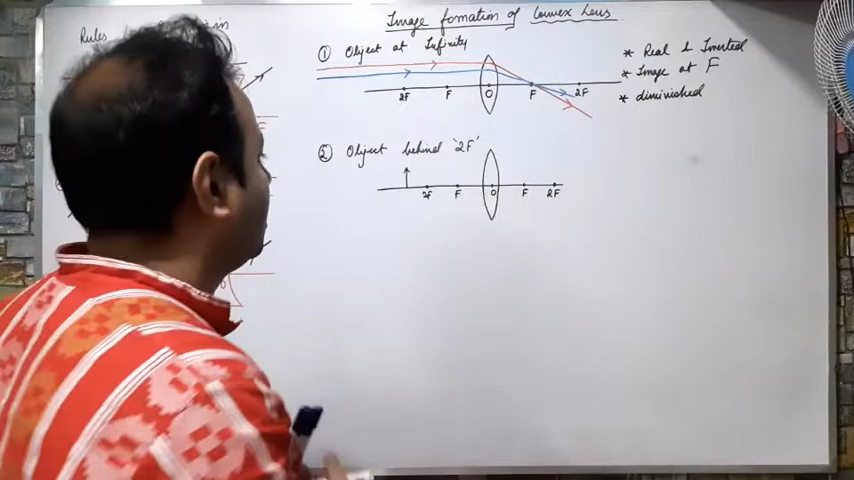 Rules
Image formation of Convex Lens
① Object at Infinity
2F F O F 2F
* Real & Inverted
* Image at F
* diminished
② Object behind '2F'
2F F O F 2F